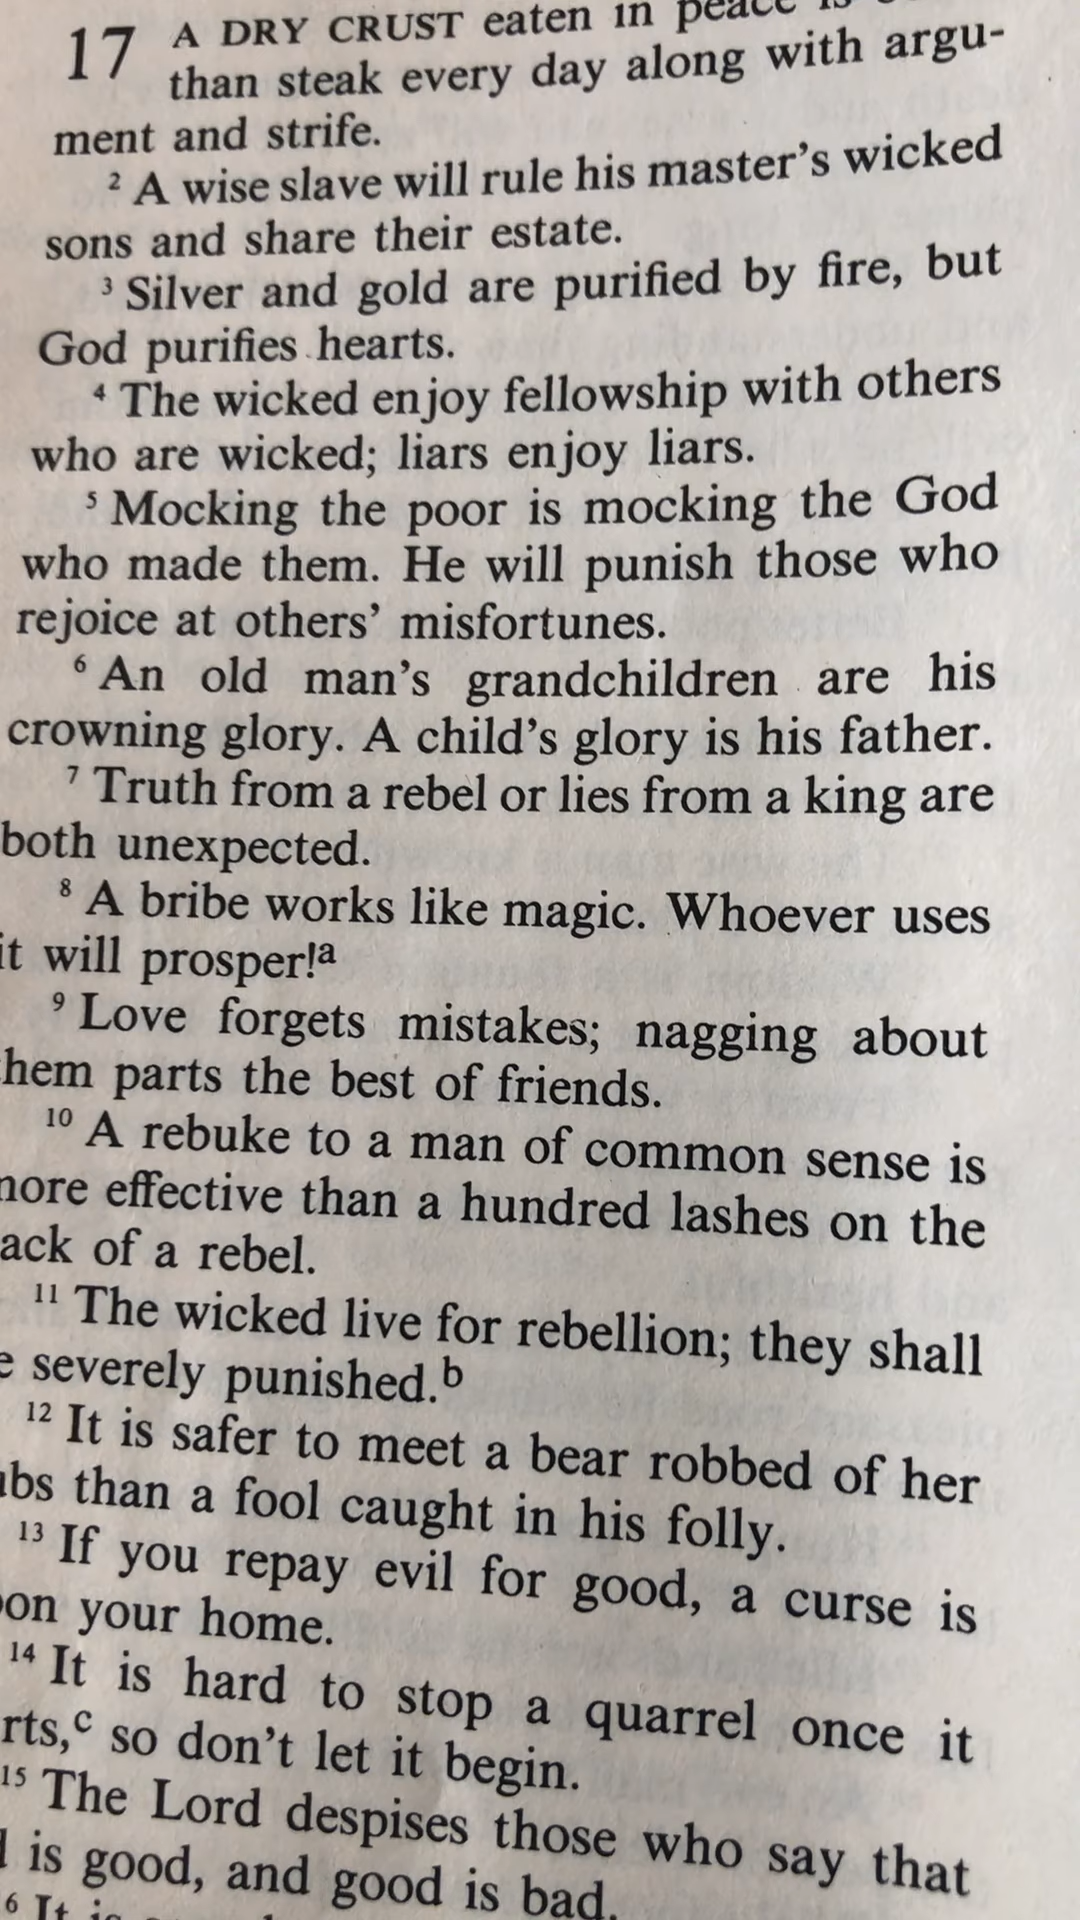 17 A DRY CRUST eaten in peace is
than steak every day along with argu-
ment and strife.
2 A wise slave will rule his master's wicked
sons and share their estate.
3 Silver and gold are purified by fire, but
God purifies hearts.
4 The wicked enjoy fellowship with others
who are wicked; liars enjoy liars.
5 Mocking the poor is mocking the God
who made them. He will punish those who
rejoice at others' misfortunes.
6 An old man's grandchildren are his
crowning glory. A child's glory is his father.
7 Truth from a rebel or lies from a king are
both unexpected.
8 A bribe works like magic. Whoever uses
it will prosper!a
9 Love forgets mistakes; nagging about
hem parts the best of friends.
10 A rebuke to a man of common sense is
more effective than a hundred lashes on the
ack of a rebel.
11 The wicked live for rebellion; they shall
e severely punished.b
12 It is safer to meet a bear robbed of her
ubs than a fool caught in his folly.
13 If you repay evil for good, a curse is
on your home.
14 It is hard to stop a quarrel once it
rts,c so don't let it begin.
15 The Lord despises those who say that
is good, and good is bad.
6 It is